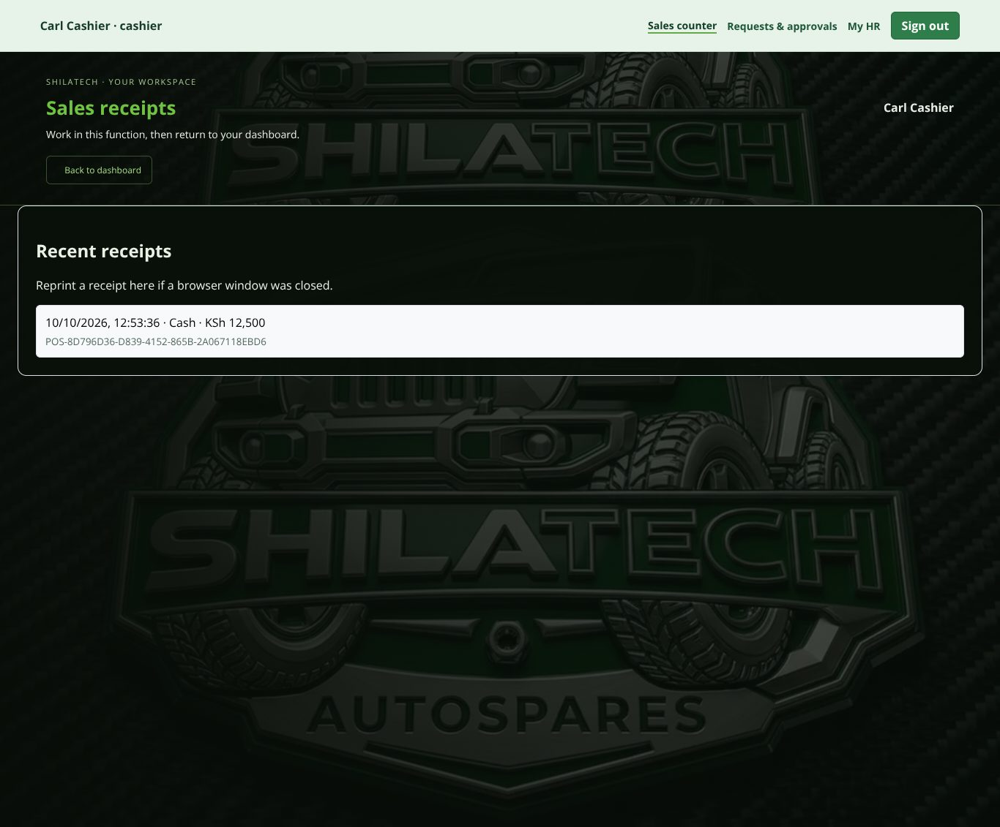 Carl Cashier · cashier
Sales counter Requests & approvals My HR Sign out
SHILATECH · YOUR WORKSPACE
Sales receipts
Carl Cashier
Work in this function, then return to your dashboard.
SHILATECH
Back to dashboard
Recent receipts
Reprint a receipt here if a browser window was closed.
10/10/2026, 12:53:36 · Cash · KSh 12,500
POS-8D796D36-D839-4152-865B-2A067118EBD6
SHILATECH
AUTOSPARES